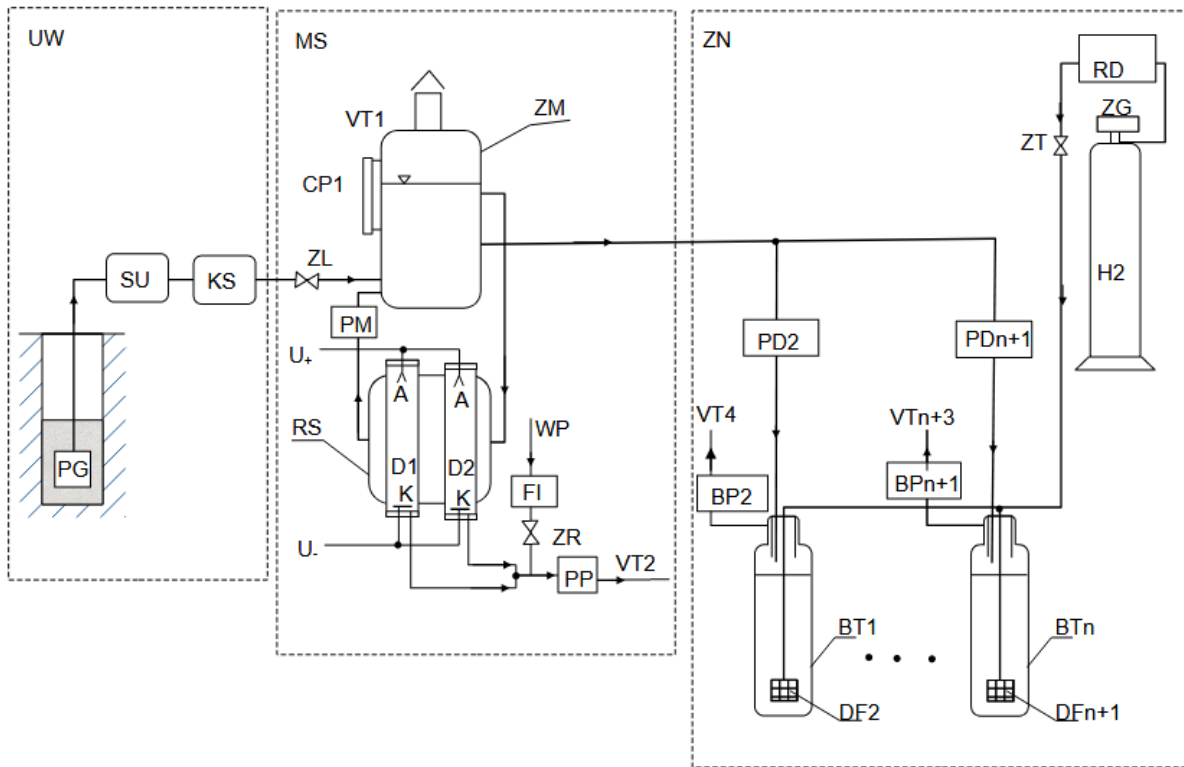 UW
MS
ZN
RD
ZG
ZT
VT1
ZM
CP1
H2
ZL
SU
KS
PM
PD2
PDn+1
U+
A
A
RS
WP
VT4
VTn+3
PG
D1
D2
K
K
FI
BP2
BPn+1
ZR
U-
PP
VT2
BT1
BTn
DF2
DFn+1